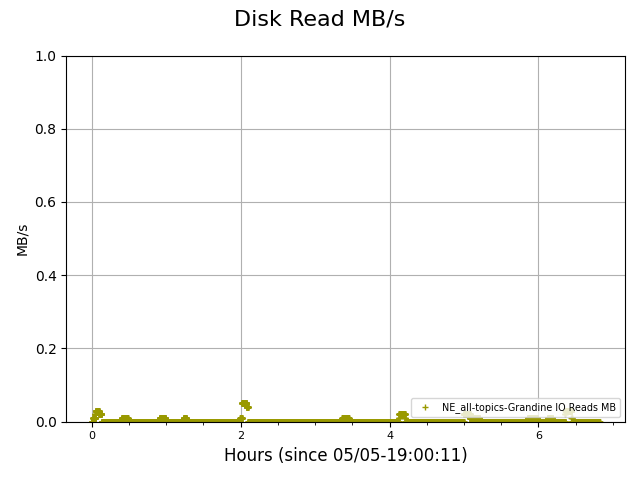 Disk Read MB/s
1.0
0.8
0.6
0.4
0.2
0.0
MB/s
NE_all-topics-Grandine IO Reads MB
0 2 4 6
Hours (since 05/05-19:00:11)